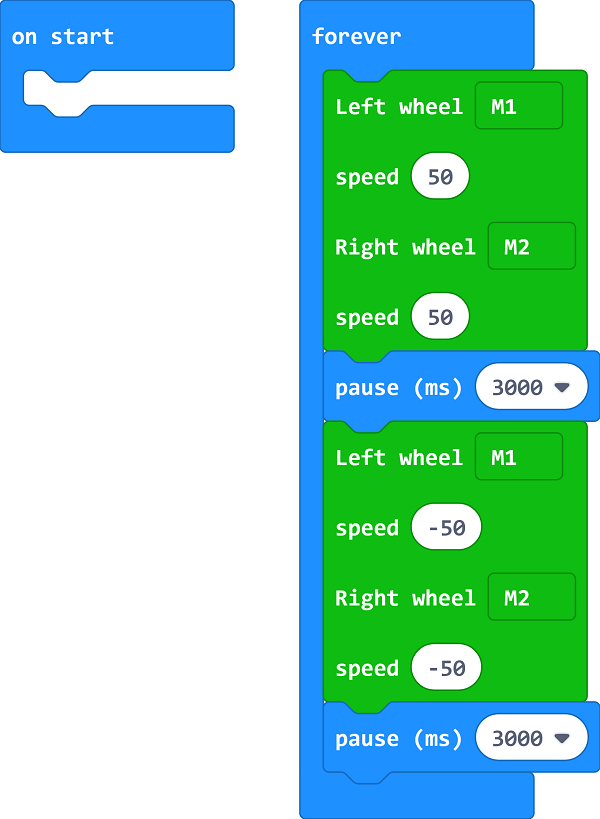 on start
forever
Left wheel M1
speed 50
Right wheel M2
speed 50
pause (ms) 3000
Left wheel M1
speed -50
Right wheel M2
speed -50
pause (ms) 3000